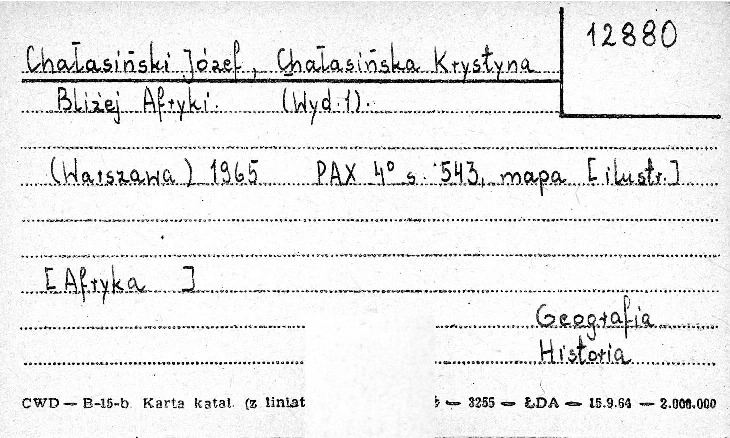 12880
Chałasiński Józef, Chałasińska Krystyna
Bliżej Afryki. (Wyd. 1).
(Warszawa) 1965 PAX 4° s. 543, mapa [ilustr.]
[Afryka ]
Geografia
Historia
CWD — B-15-b Karta katal. (z liniat — 3255 — ŁDA — 15.9.64 — 2.000.000